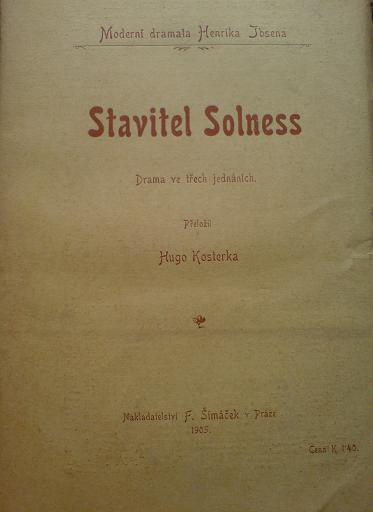 Moderní dramata Henrika Ibsena
Stavitel Solness
Drama ve třech jednáních.
Přeložil
Hugo Kosterka
Nakladatelství F. Šimáček v Praze
1905.
Cena K 1'40.